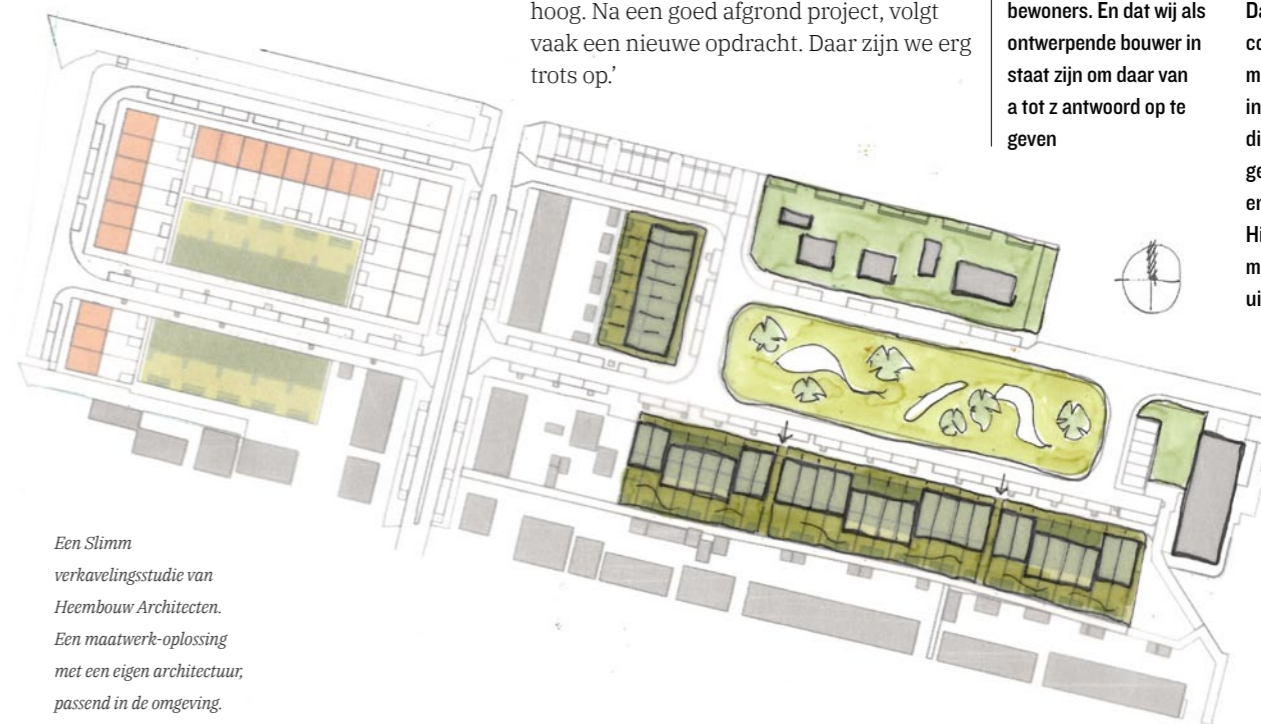 hoog. Na een goed afgrond project, volgt
vaak een nieuwe opdracht. Daar zijn we erg
trots op.’
bewoners. En dat wij als
ontwerpende bouwer in
staat zijn om daar van
a tot z antwoord op te
geven
Een Slimm
verkavelingsstudie van
Heembouw Architecten.
Een maatwerk-oplossing
met een eigen architectuur,
passend in de omgeving.